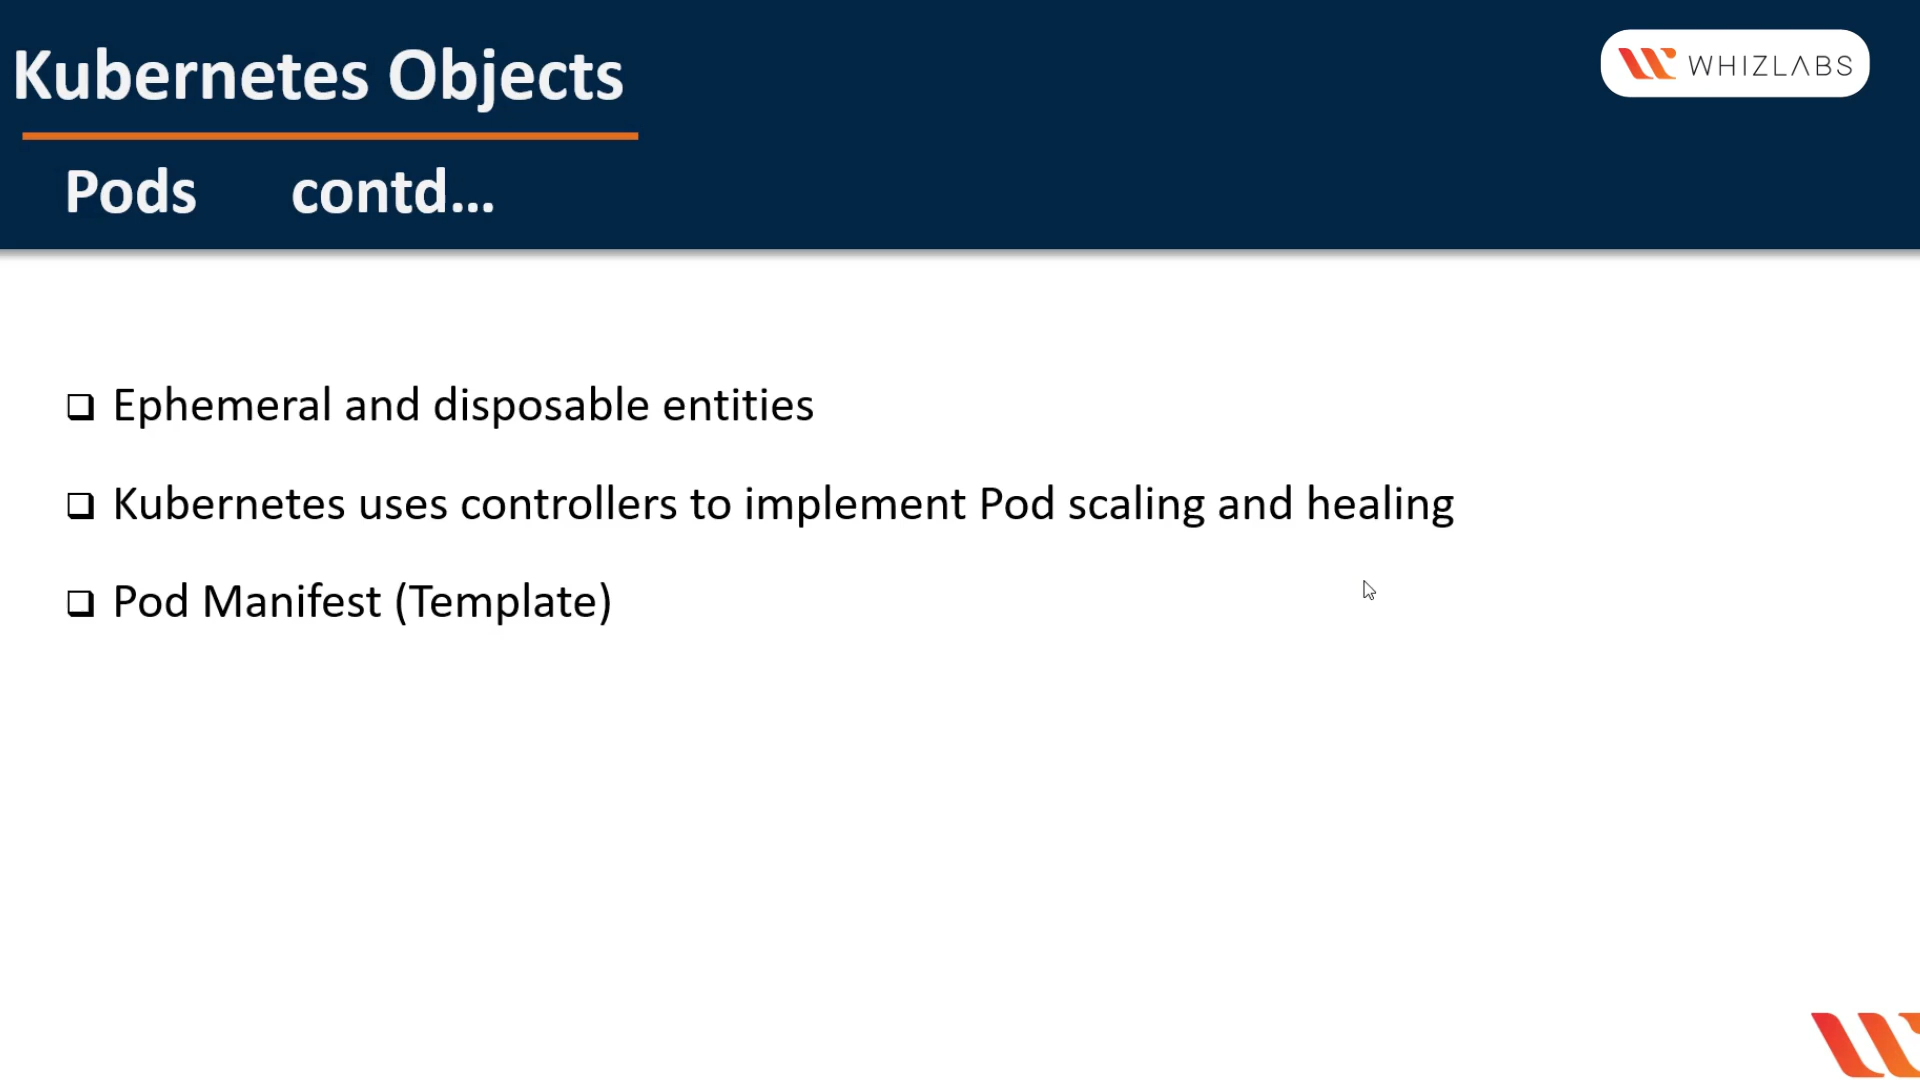 Kubernetes Objects
WHIZLABS
Pods contd...
Ephemeral and disposable entities
Kubernetes uses controllers to implement Pod scaling and healing
Pod Manifest (Template)